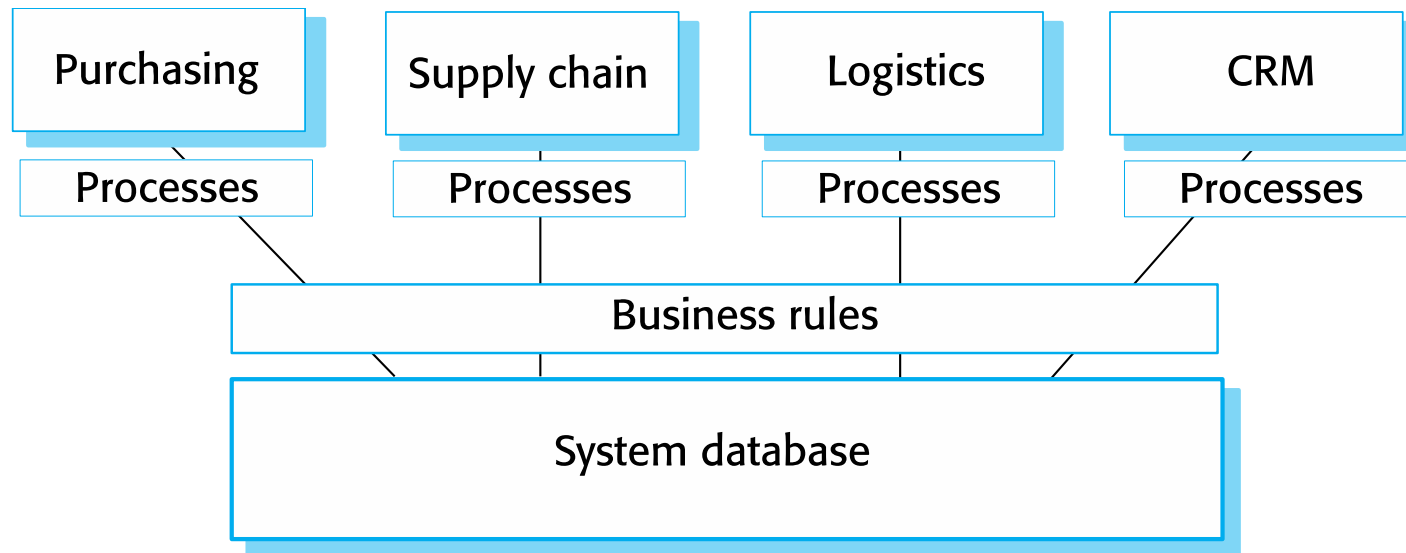 Purchasing
Supply chain
Logistics
CRM
Processes
Processes
Processes
Processes
Business rules
System database